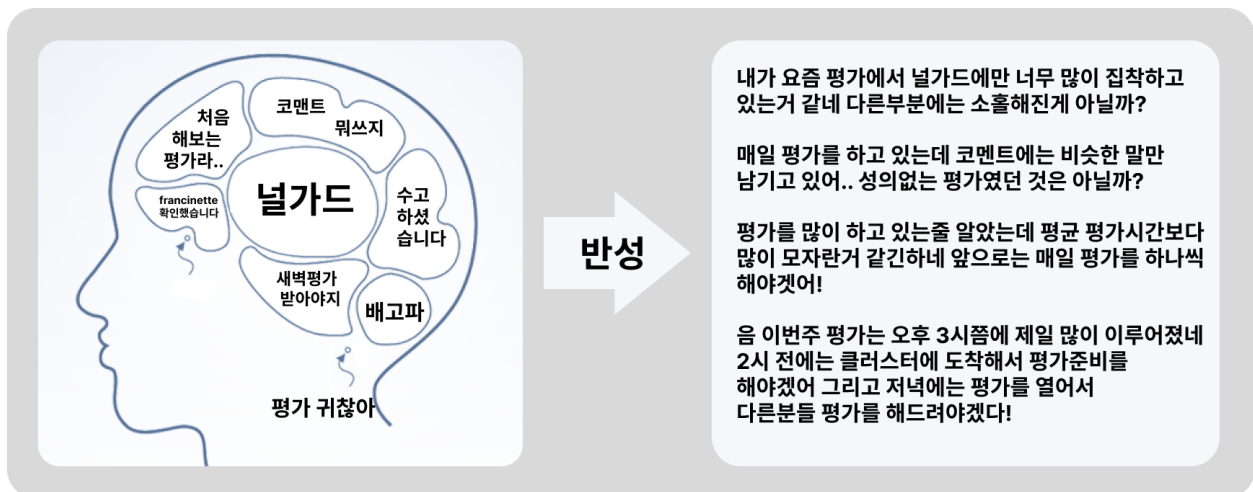 처음
해보는
평가라..
코맨트
뭐쓰지
francinette
확인했습니다
널가드
수고
하셨
습니다
새벽평가
받아야지
배고파
평가 귀찮아
반성
내가 요즘 평가에서 널가드에만 너무 많이 집착하고
있는거 같네 다른부분에는 소홀해진게 아닐까?
매일 평가를 하고 있는데 코멘트에는 비슷한 말만
남기고 있어.. 성의없는 평가였던 것은 아닐까?
평가를 많이 하고 있는줄 알았는데 평균 평가시간보다
많이 모자란거 같긴하네 앞으로는 매일 평가를 하나씩
해야겟어!
음 이번주 평가는 오후 3시쯤에 제일 많이 이루어졌네
2시 전에는 클러스터에 도착해서 평가준비를
해야겠어 그리고 저녁에는 평가를 열어서
다른분들 평가를 해드려야겠다!